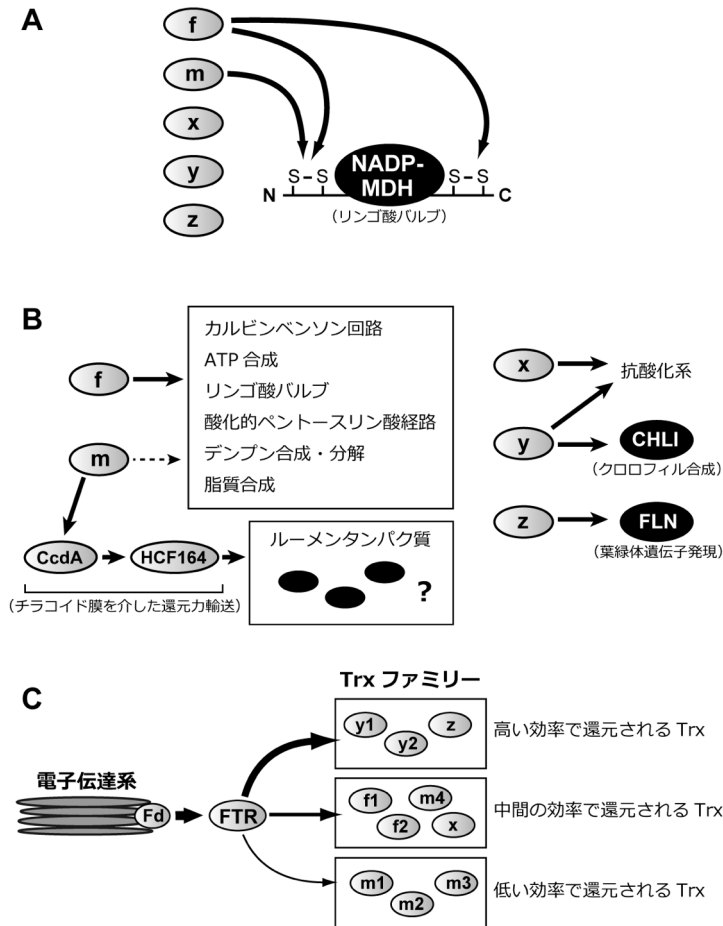 A
f
m
x
y
z
S–S
NADP-
MDH
S–S
N
C
(リンゴ酸バルブ)
B
f
m
カルビンベンソン回路
ATP 合成
リンゴ酸バルブ
酸化的ペントースリン酸経路
デンプン合成・分解
脂質合成
CcdA
HCF164
(チラコイド膜を介した還元力輸送)
ルーメンタンパク質
?
x
抗酸化系
y
CHLI
(クロロフィル合成)
z
FLN
(葉緑体遺伝子発現)
C
Trx ファミリー
電子伝達系
Fd
FTR
y1
y2
z
高い効率で還元される Trx
f1
m4
f2
x
中間の効率で還元される Trx
m1
m2
m3
低い効率で還元される Trx